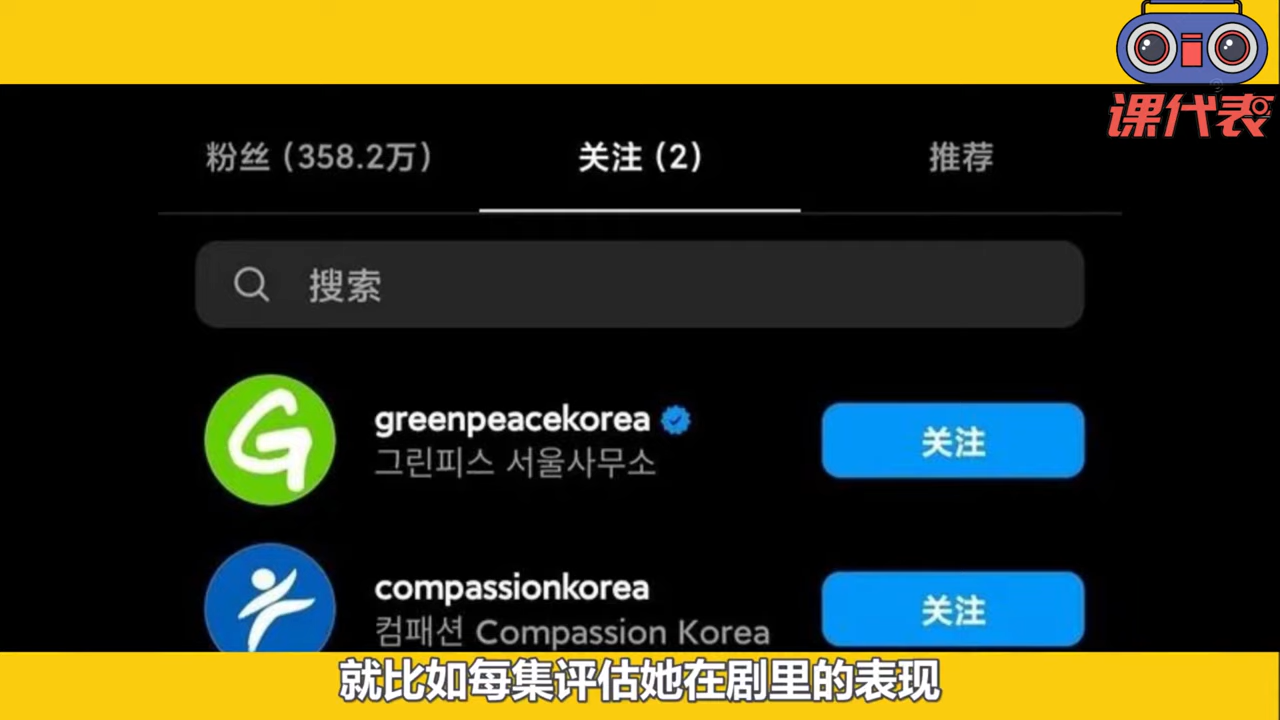 课代表
粉丝 (358.2万)
关注 (2)
推荐
搜索
greenpeacekorea
그린피스 서울사무소
关注
compassionkorea
컴패션 Compassion Korea
关注
就比如每集评估她在剧里的表现